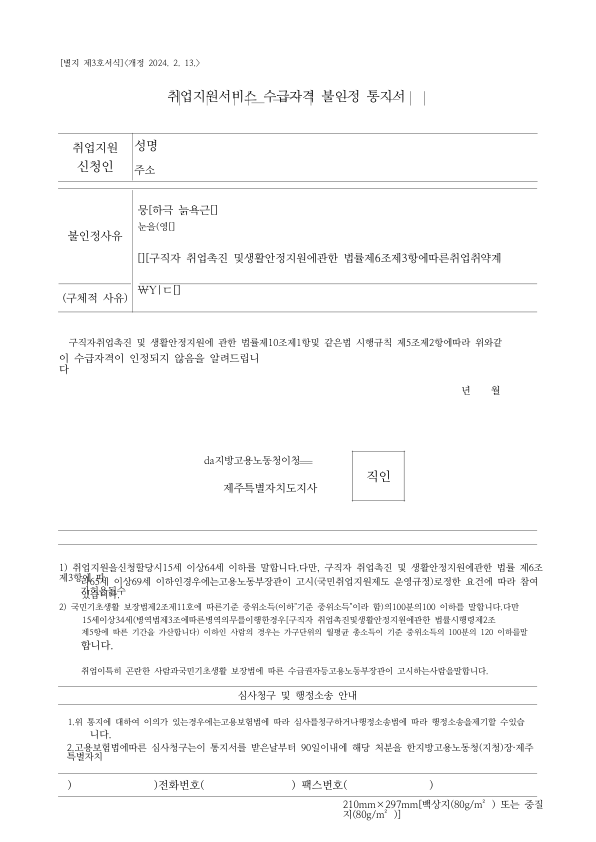 [별지 제3호서식]<개정 2024. 2. 13.>
취업지원서비스 수급자격 불인정 통지서
취업지원 신청인
성명
주소
불인정사유
뭉[하극 늙욕근[]
눈을(영[]
[][구직자 취업촉진 및생활안정지원에관한 법률제6조제3항에따른취업취약계
(구체적 사유)
₩Y|ㄷ[]
구직자취업촉진 및 생활안정지원에 관한 법률제10조제1항및 같은법 시행규칙 제5조제2항에따라 위와같
이 수급자격이 인정되지 않음을 알려드립니
다
년 월
da지방고용노동청이청
제주특별자치도지사
직인
1) 취업지원을신청할당시15세 이상64세 이하를 말합니다.다만, 구직자 취업촉진 및 생활안정지원에관한 법률 제6조
제3항에 따
라65세 이상69세 이하인경우에는고용노동부장관이 고시(국민취업지원제도 운영규정)로정한 요건에 따라 참여
있습니다.
2) 국민기초생활 보장법제2조제11호에 따른기준 중위소득(이하"기준 중위소득"이라 함)의100분의100 이하를 말합니다.다만
15세이상34세(병역법제3조에따른병역의무를이행한경우[구직자 취업촉진및생활안정지원에관한 법률시행령제2조
제5항에 따른 기간을 가산합니다) 이하인 사람의 경우는 가구단위의 월평균 총소득이 기준 중위소득의 100분의 120 이하를말
합니다.
취업이특히 곤란한 사람과국민기초생활 보장법에 따른 수급권자등고용노동부장관이 고시하는사람을말합니다.
심사청구 및 행정소송 안내
1.위 통지에 대하여 이의가 있는경우에는고용보험법에 따라 심사를청구하거나행정소송법에 따라 행정소송을제기할 수있습
니다.
2.고용보험법에따른 심사청구는이 통지서를 받은날부터 90일이내에 해당 처분을 한지방고용노동청(지청)장·제주
특별자치
) )전화번호( ) 팩스번호( )
210mm×297mm[백상지(80g/㎡ ) 또는 중질
지(80g/㎡ )]